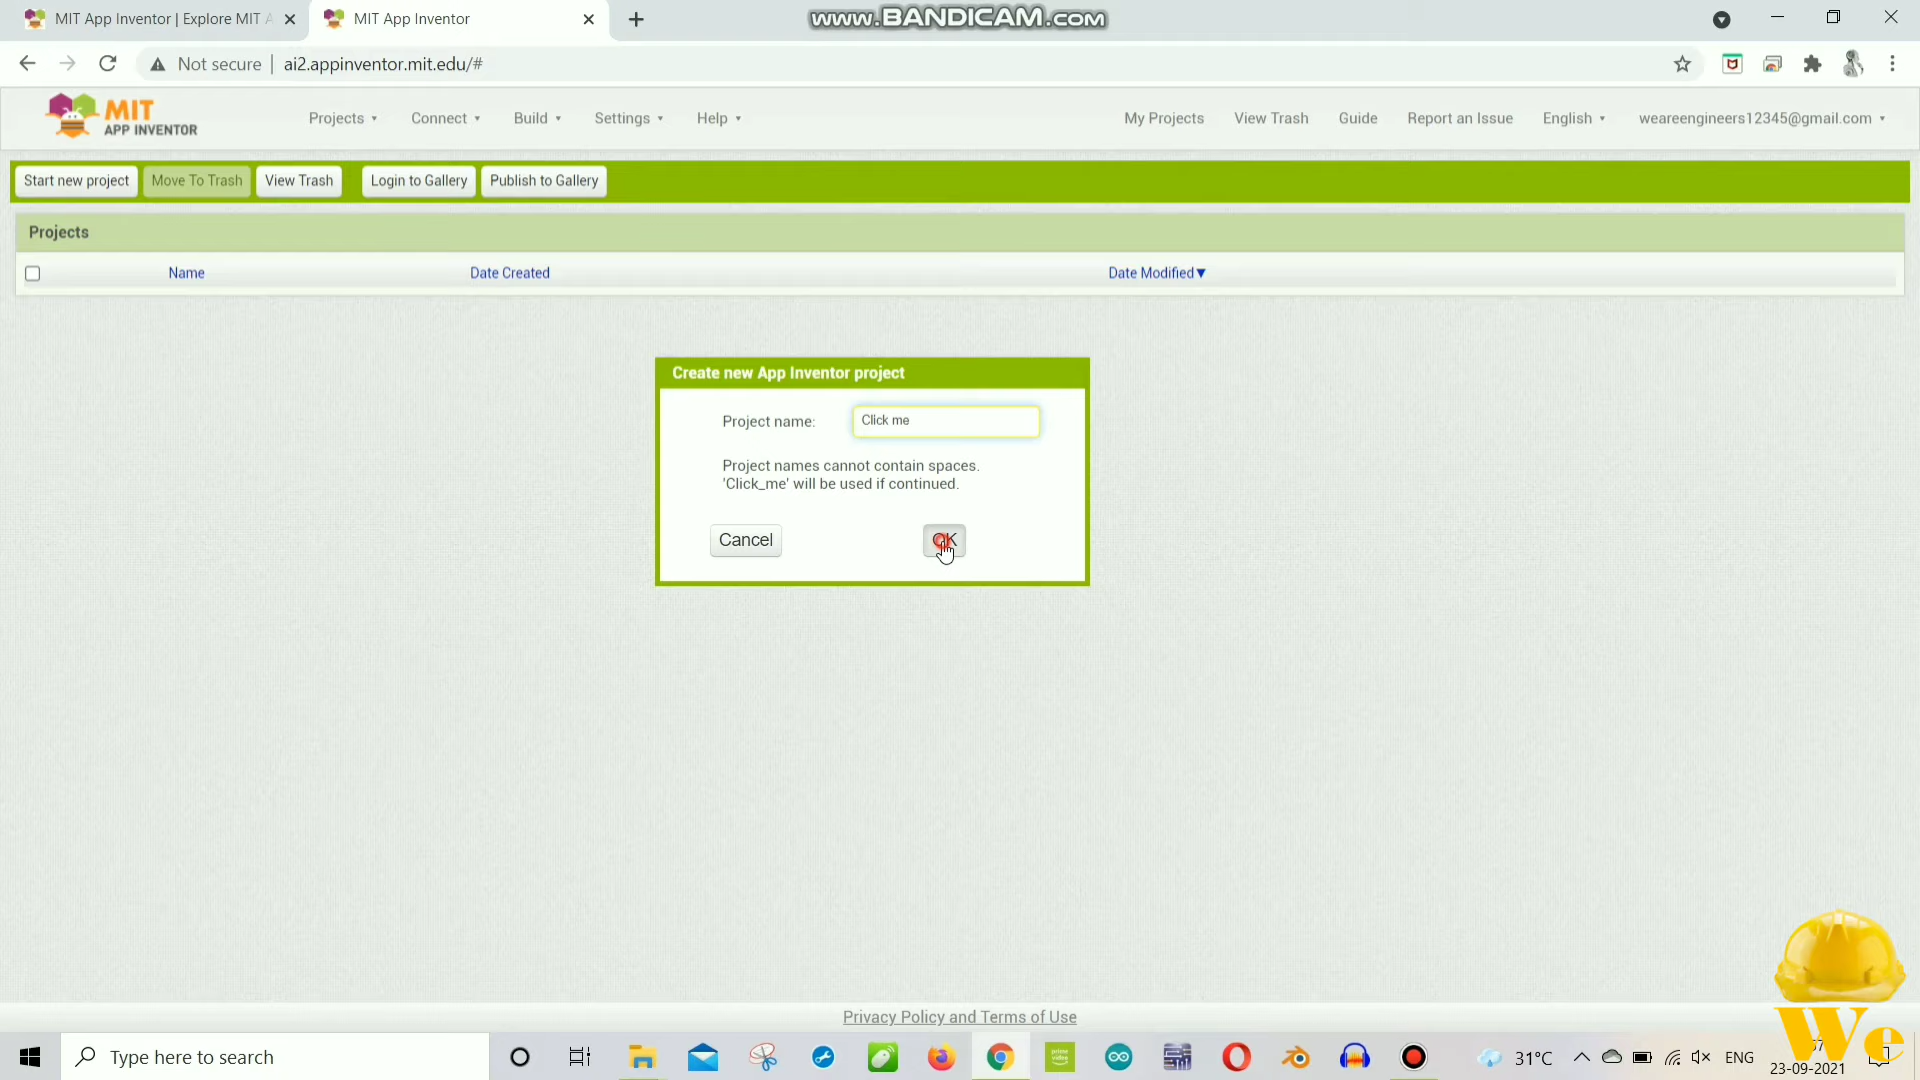 MIT App Inventor | Explore MIT A
MIT App Inventor
www.BANDICAM.com
Not secure
ai2.appinventor.mit.edu/#
MIT
APP INVENTOR
Projects
Connect
Build
Settings
Help
My Projects
View Trash
Guide
Report an Issue
English
weareengineers12345@gmail.com
Start new project
Move To Trash
View Trash
Login to Gallery
Publish to Gallery
Projects
Name
Date Created
Date Modified▼
Create new App Inventor project
Project name:
Click me
Project names cannot contain spaces.
'Click_me' will be used if continued.
Cancel
OK
Privacy Policy and Terms of Use
Type here to search
prime video
31°C
ENG
23-09-2021
We